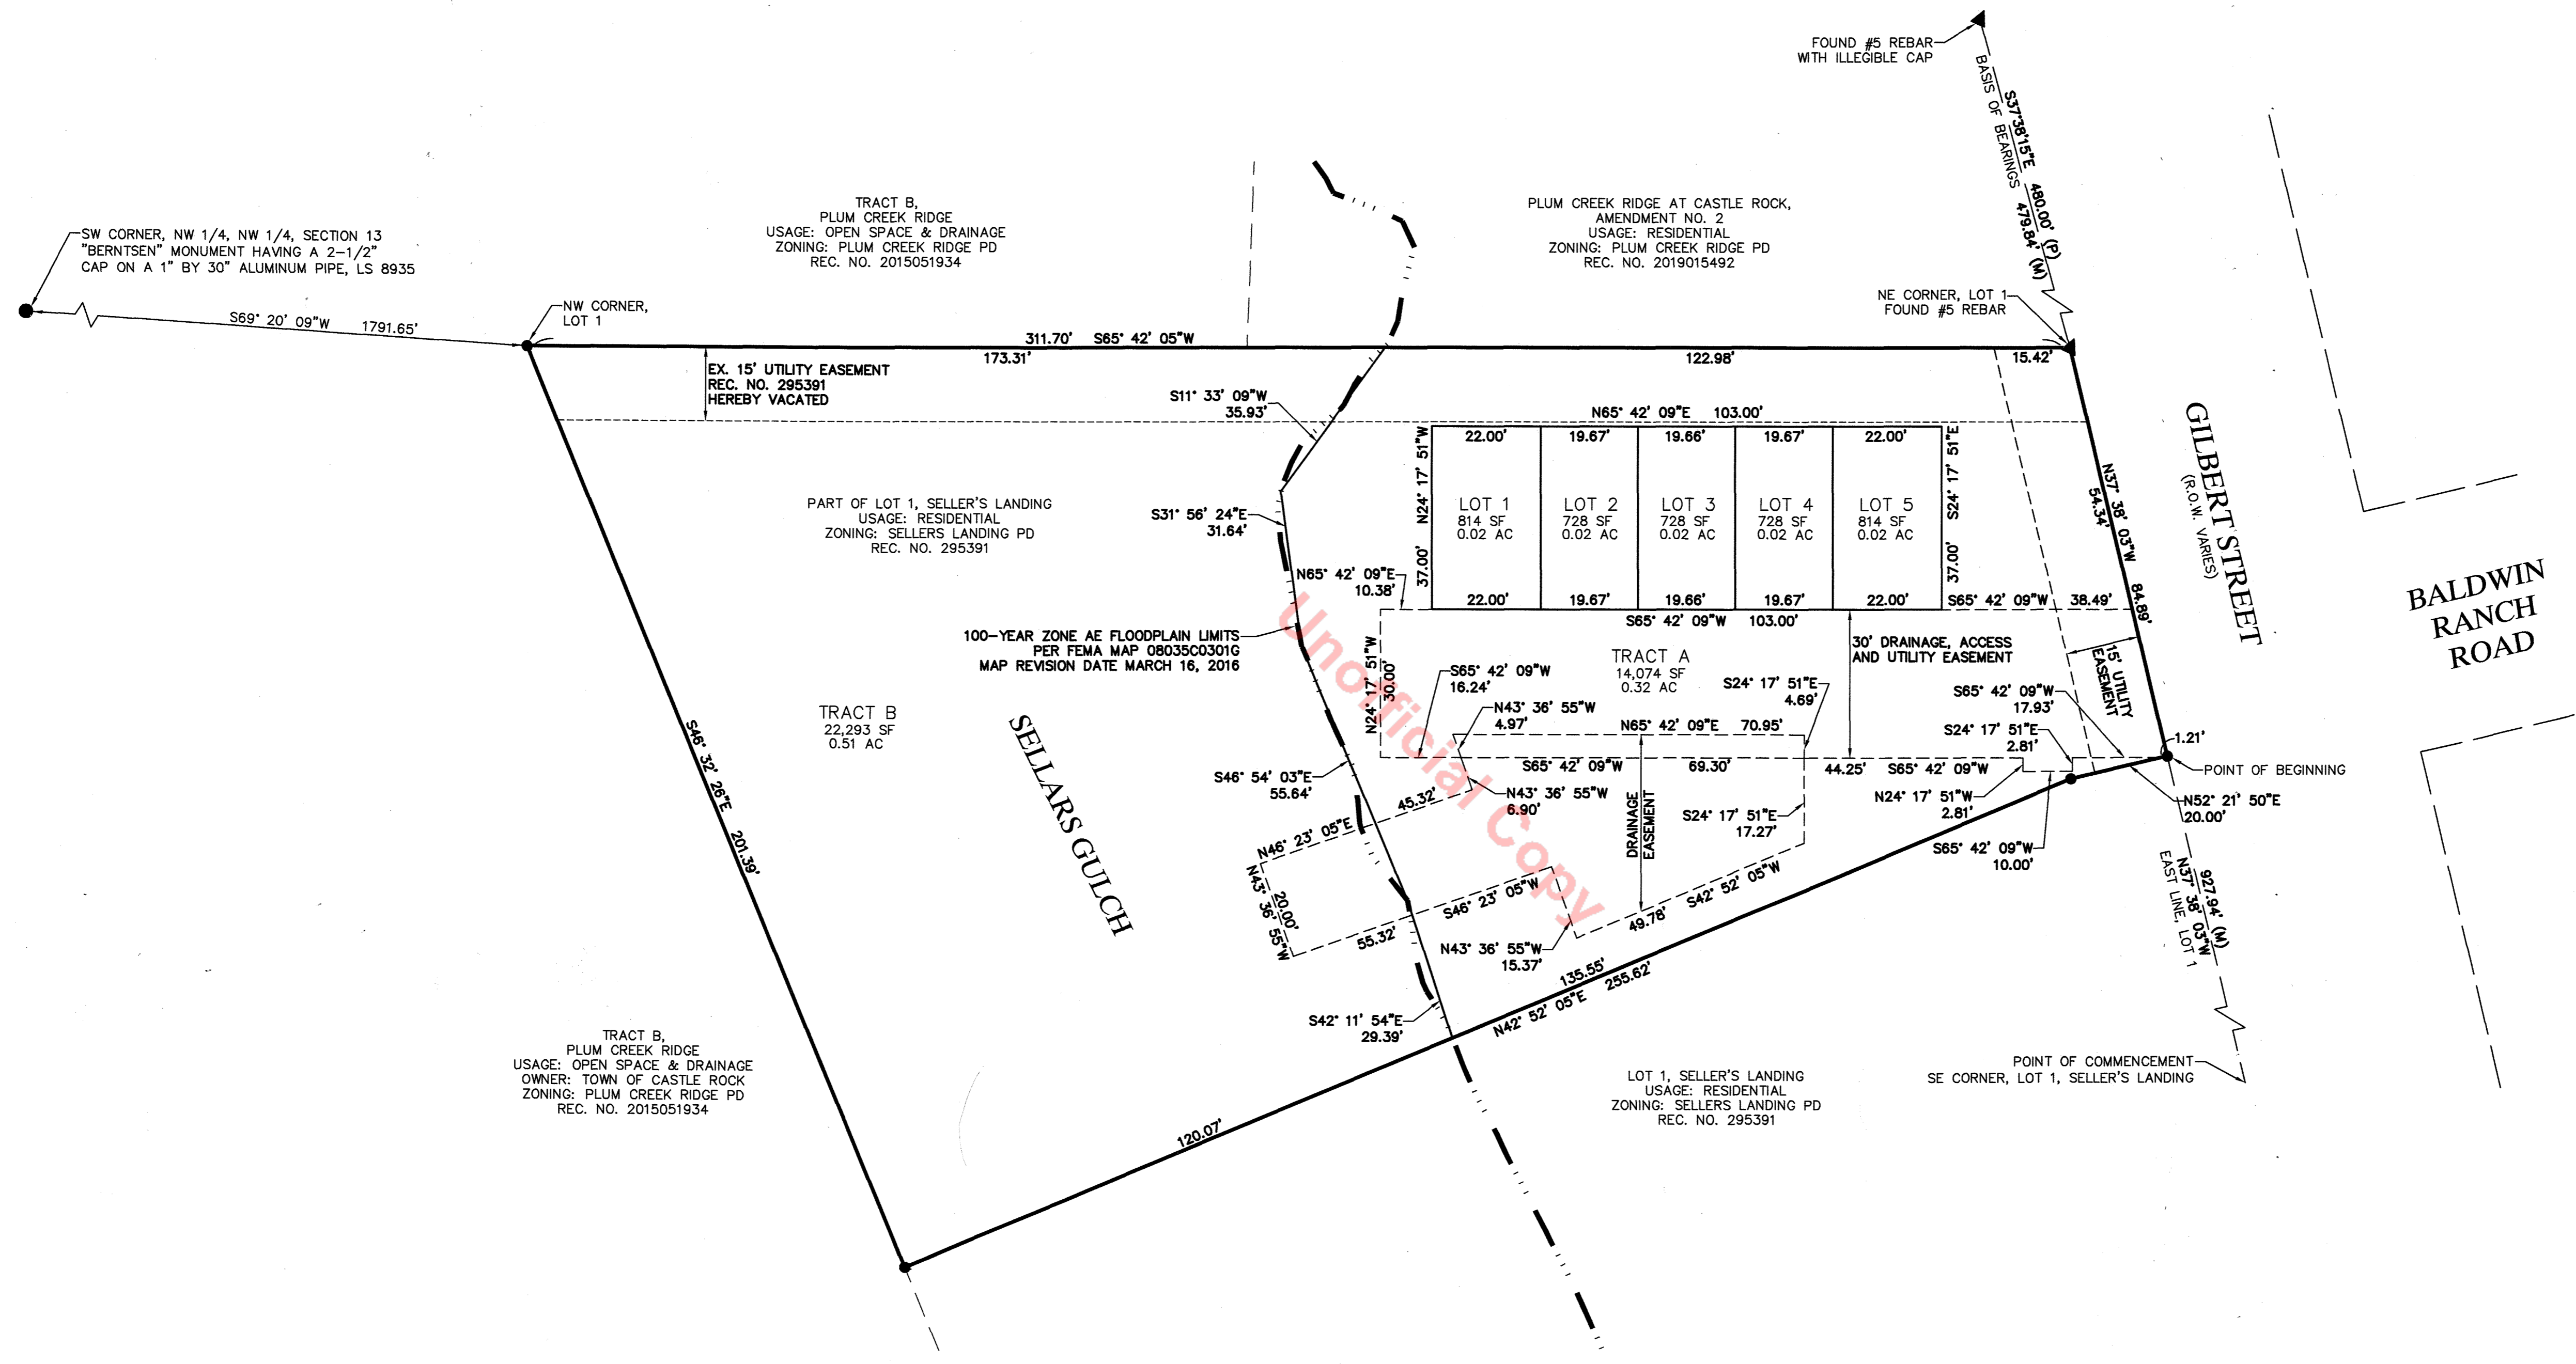 FOUND #5 REBAR
WITH ILLEGIBLE CAP
S37°38'15"E 480.00' (P)
BASIS OF BEARINGS 479.84' (M)
TRACT B,
PLUM CREEK RIDGE
USAGE: OPEN SPACE & DRAINAGE
ZONING: PLUM CREEK RIDGE PD
REC. NO. 2015051934
PLUM CREEK RIDGE AT CASTLE ROCK,
AMENDMENT NO. 2
USAGE: RESIDENTIAL
ZONING: PLUM CREEK RIDGE PD
REC. NO. 2019015492
SW CORNER, NW 1/4, NW 1/4, SECTION 13
"BERNTSEN" MONUMENT HAVING A 2-1/2"
CAP ON A 1" BY 30" ALUMINUM PIPE, LS 8935
S69° 20' 09"W 1791.65'
NW CORNER,
LOT 1
NE CORNER, LOT 1
FOUND #5 REBAR
311.70' S65° 42' 05"W
173.31'
122.98'
15.42'
EX. 15' UTILITY EASEMENT
REC. NO. 295391
HEREBY VACATED
S11° 33' 09"W
35.93'
N65° 42' 09"E 103.00'
22.00'
19.67'
19.66'
19.67'
22.00'
N24° 17' 51"W
37.00'
S24° 17' 51"E
37.00'
LOT 1
814 SF
0.02 AC
LOT 2
728 SF
0.02 AC
LOT 3
728 SF
0.02 AC
LOT 4
728 SF
0.02 AC
LOT 5
814 SF
0.02 AC
22.00'
19.67'
19.66'
19.67'
22.00'
S65° 42' 09"W 38.49'
S65° 42' 09"W 103.00'
N37° 38' 03"W 84.89'
54.34'
GILBERT STREET
(R.O.W. VARIES)
BALDWIN
RANCH
ROAD
PART OF LOT 1, SELLER'S LANDING
USAGE: RESIDENTIAL
ZONING: SELLERS LANDING PD
REC. NO. 295391
S31° 56' 24"E
31.64'
N65° 42' 09"E
10.38'
100-YEAR ZONE AE FLOODPLAIN LIMITS
PER FEMA MAP 08035C0301G
MAP REVISION DATE MARCH 16, 2016
N24° 17' 51"W
30.00'
TRACT A
14,074 SF
0.32 AC
30' DRAINAGE, ACCESS
AND UTILITY EASEMENT
15' UTILITY
EASEMENT
S65° 42' 09"W
16.24'
N43° 36' 55"W
4.97'
N65° 42' 09"E 70.95'
S24° 17' 51"E
4.69'
S65° 42' 09"W
17.93'
S24° 17' 51"E
2.81'
1.21'
POINT OF BEGINNING
TRACT B
22,293 SF
0.51 AC
SELLARS GULCH
S46° 32' 26"E 201.39'
S46° 54' 03"E
55.64'
S65° 42' 09"W 69.30'
44.25' S65° 42' 09"W
N43° 36' 55"W
6.90'
DRAINAGE
EASEMENT
S24° 17' 51"E
17.27'
N24° 17' 51"W
2.81'
N52° 21' 50"E
20.00'
S65° 42' 09"W
10.00'
N46° 23' 05"E 45.32'
N43° 36' 55"W
20.00'
55.32' S46° 23' 05"W
N43° 36' 55"W
15.37'
49.78' S42° 52' 05"W
927.94' (M)
N37° 38' 03"W
EAST LINE, LOT 1
135.55'
N42° 52' 05"E 255.62'
S42° 11' 54"E
29.39'
120.07'
TRACT B,
PLUM CREEK RIDGE
USAGE: OPEN SPACE & DRAINAGE
OWNER: TOWN OF CASTLE ROCK
ZONING: PLUM CREEK RIDGE PD
REC. NO. 2015051934
LOT 1, SELLER'S LANDING
USAGE: RESIDENTIAL
ZONING: SELLERS LANDING PD
REC. NO. 295391
POINT OF COMMENCEMENT
SE CORNER, LOT 1, SELLER'S LANDING
Unofficial Copy